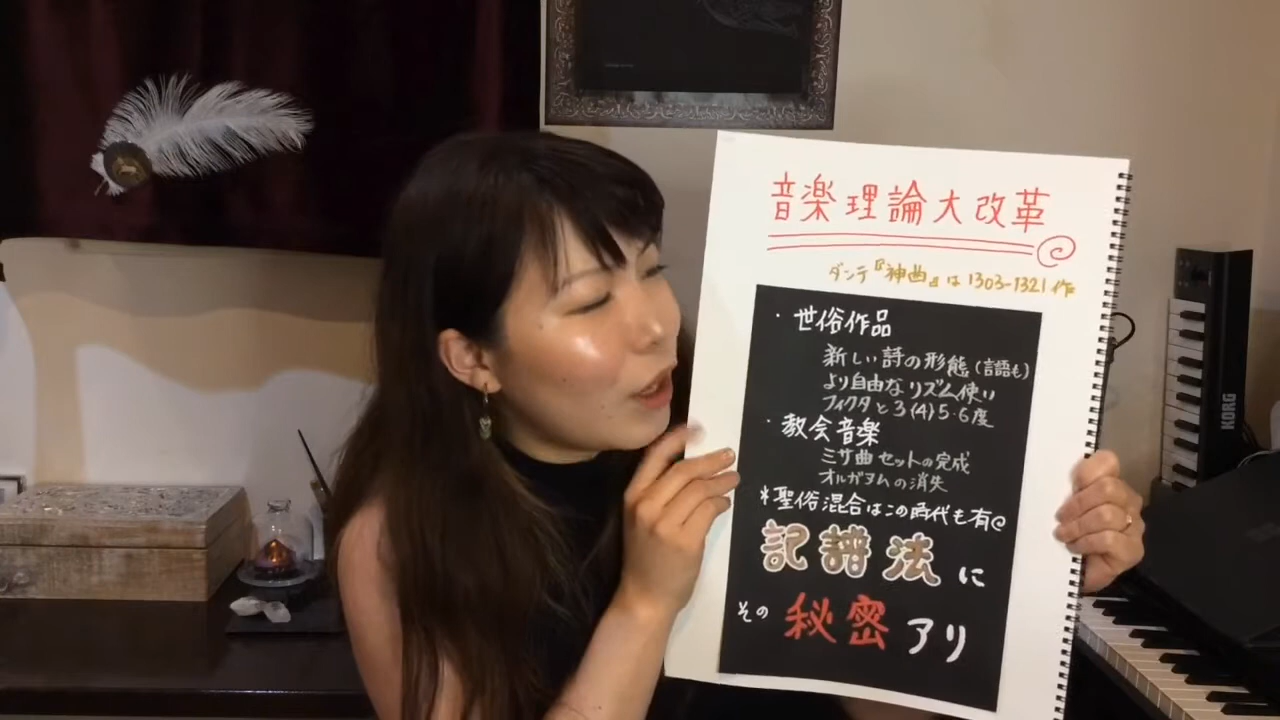 音楽理論大改革
ダンテ『神曲』は1303-1321作
・世俗作品
新しい詩の形態(言語も)
より自由なリズム使い
フィクタと3(4)5・6度
・教会音楽
ミサ曲セットの完成
オルガヌムの消失
*聖俗混合はこの時代も有@
記譜法に
その秘密アリ
KORG